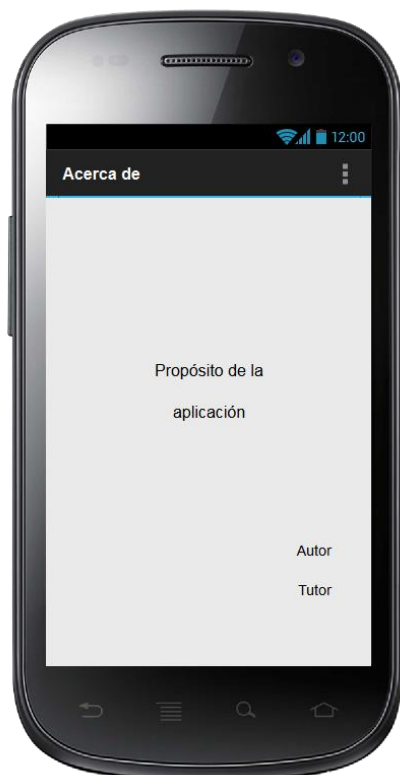 12:00
Acerca de
Propósito de la
aplicación
Autor
Tutor